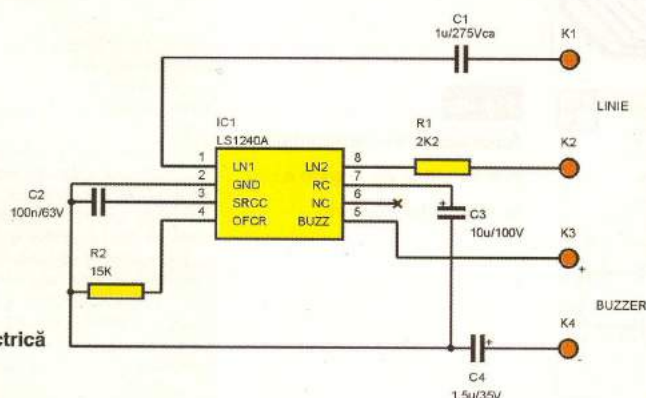 C1
1u/275Vca
K1
LINIE
IC1
LS1240A
R1
2K2
K2
1
LN1
LN2
8
2
GND
RC
7
3
SRCC
NC
6
4
OFCR
BUZZ
5
C2
100n/63V
+
C3
10u/100V
R2
15K
K3
+
BUZZER
K4
-
+
C4
1.5u/35V
ctrică